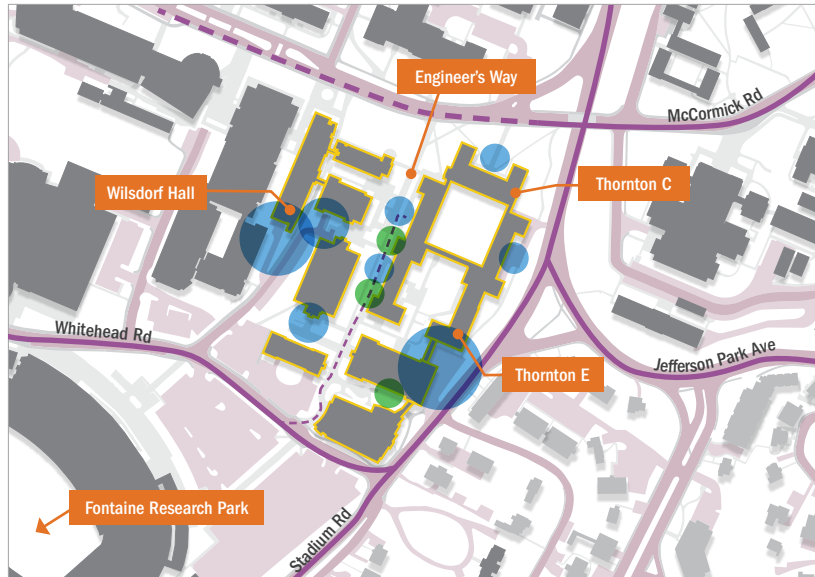 Engineer's Way
McCormick Rd
Wilsdorf Hall
Thornton C
Whitehead Rd
Jefferson Park Ave
Thornton E
Fontaine Research Park
Stadium Rd